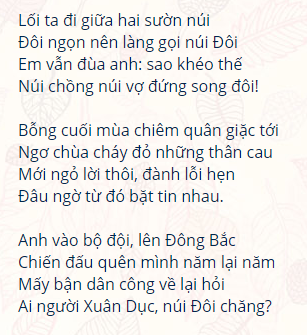 Lối ta đi giữa hai sườn núi
Đôi ngọn nên làng gọi núi Đôi
Em vẫn đùa anh: sao khéo thế
Núi chồng núi vợ đứng song đôi!
Bỗng cuối mùa chiêm quân giặc tới
Ngơ chùa cháy đỏ những thân cau
Mới ngỏ lời thôi, đành lỗi hẹn
Đâu ngờ từ đó bặt tin nhau.
Anh vào bộ đội, lên Đông Bắc
Chiến đấu quên mình năm lại năm
Mấy bận dân công về lại hỏi
Ai người Xuân Dục, núi Đôi chăng?